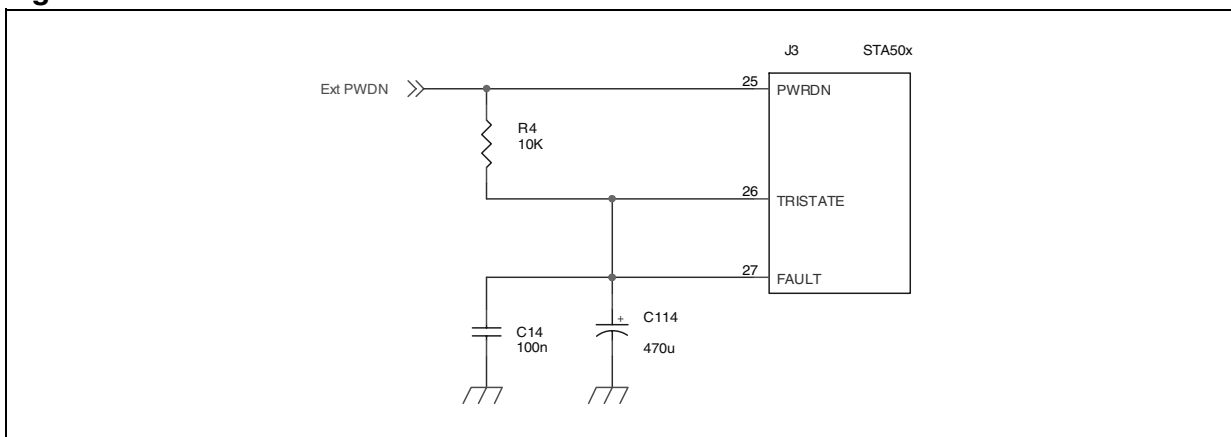 J3 STA50x
Ext PWDN
25
PWRDN
R4
10K
26
TRISTATE
27
FAULT
C14
100n
+
C114
470u